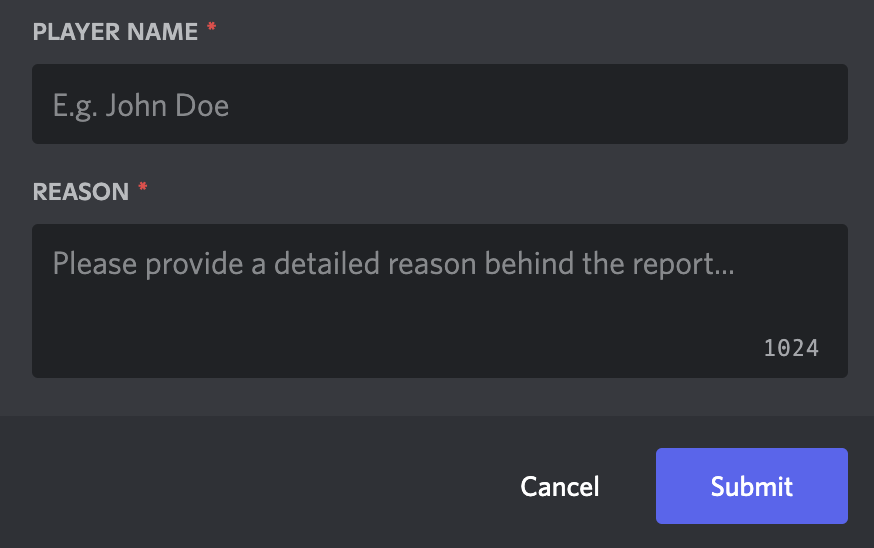 PLAYER NAME *
E.g. John Doe
REASON *
Please provide a detailed reason behind the report...
1024
Cancel
Submit